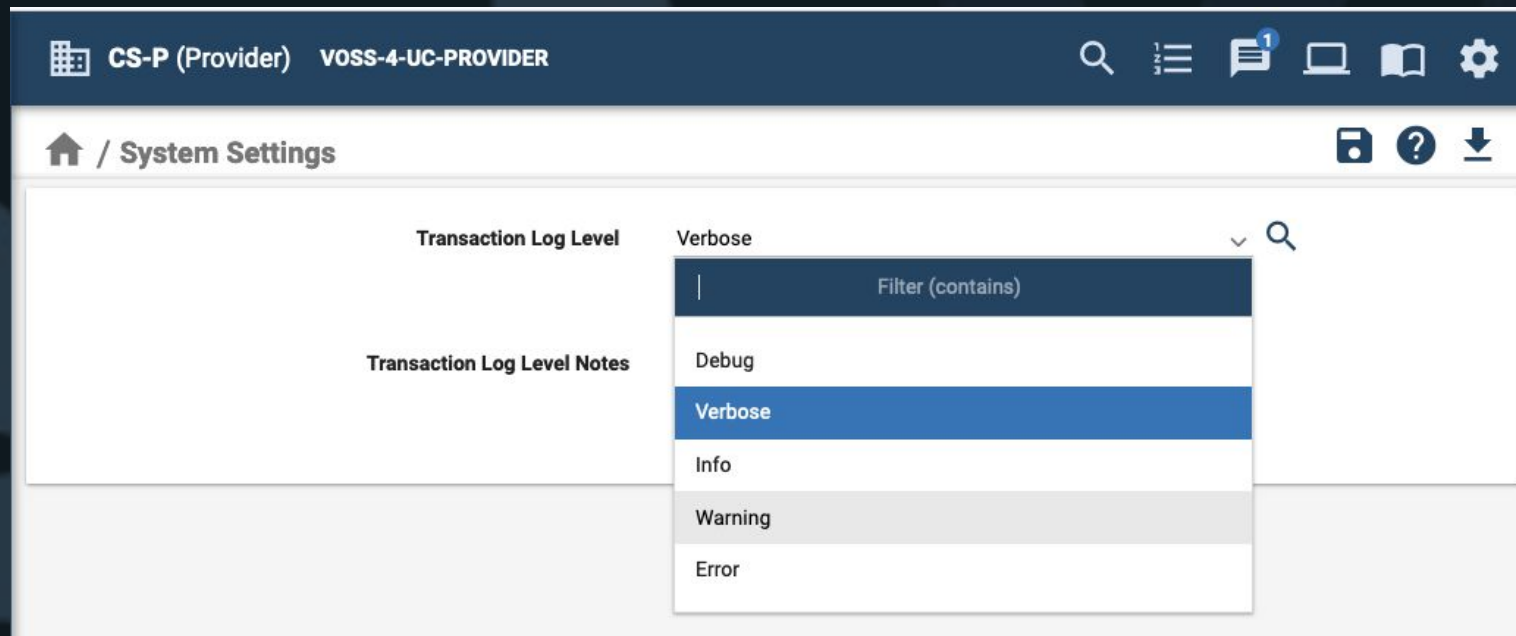 CS-P (Provider) VOSS-4-UC-PROVIDER
1
/ System Settings
Transaction Log Level Verbose
Filter (contains)
Transaction Log Level Notes
Debug
Verbose
Info
Warning
Error